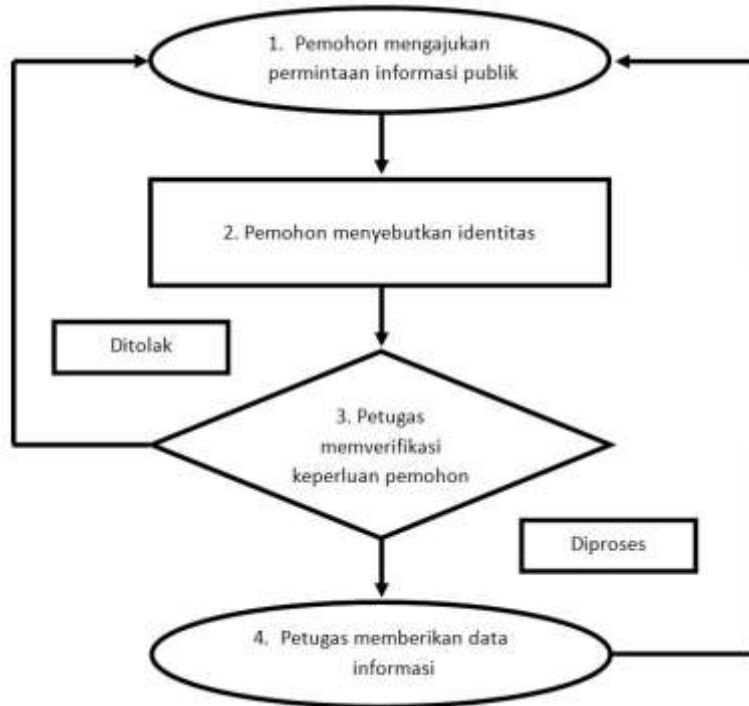 1. Pemohon mengajukan
permintaan informasi publik
2. Pemohon menyebutkan identitas
Ditolak
3. Petugas
memverifikasi
keperluan pemohon
Diproses
4. Petugas memberikan data
informasi